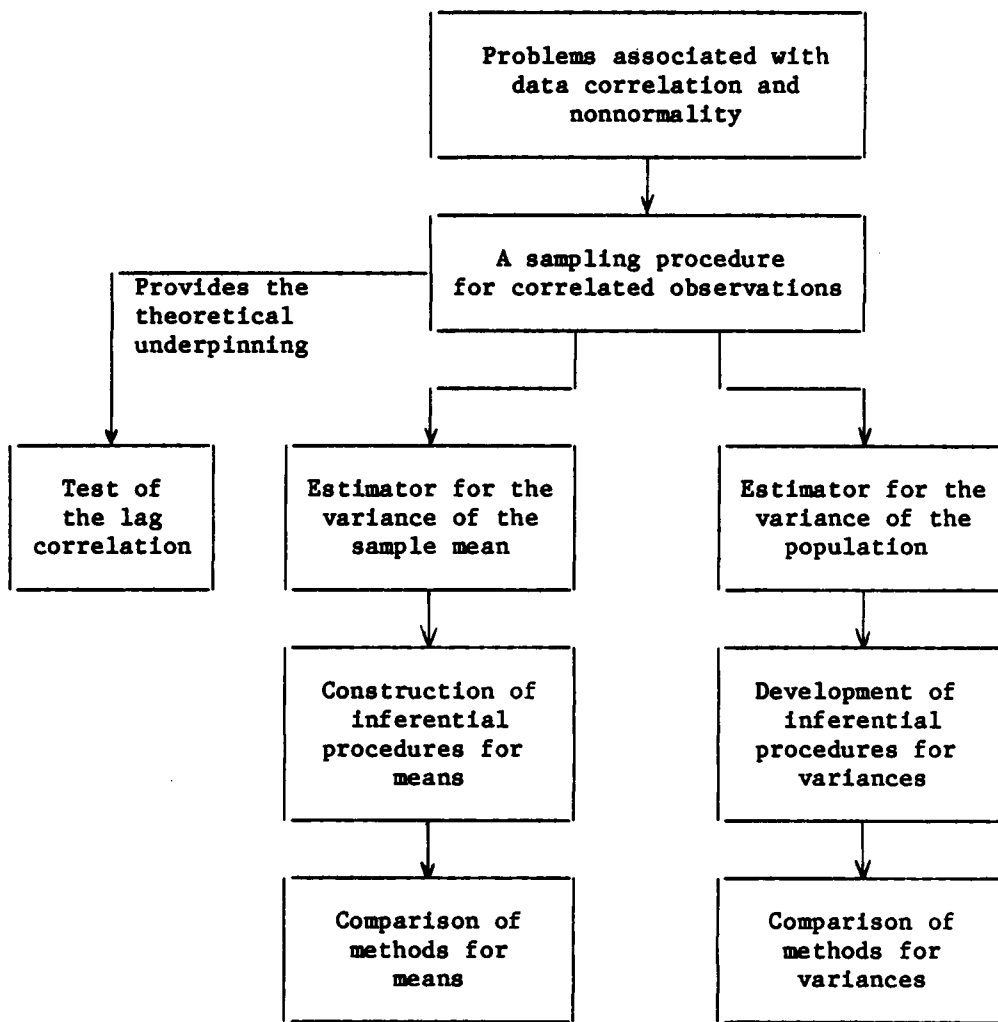 Problems associated with
data correlation and
nonnormality
A sampling procedure
for correlated observations
Provides the
theoretical
underpinning
Test of
the lag
correlation
Estimator for the
variance of the
sample mean
Estimator for the
variance of the
population
Construction of
inferential
procedures for
means
Development of
inferential
procedures for
variances
Comparison of
methods for
means
Comparison of
methods for
variances